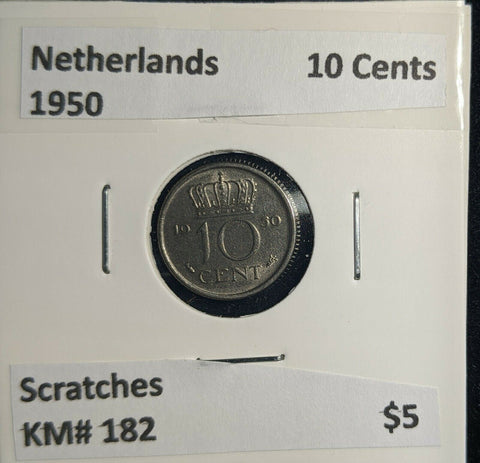 Netherlands 10 Cents
1950
19 50
10
CENT
Scratches
KM# 182 $5